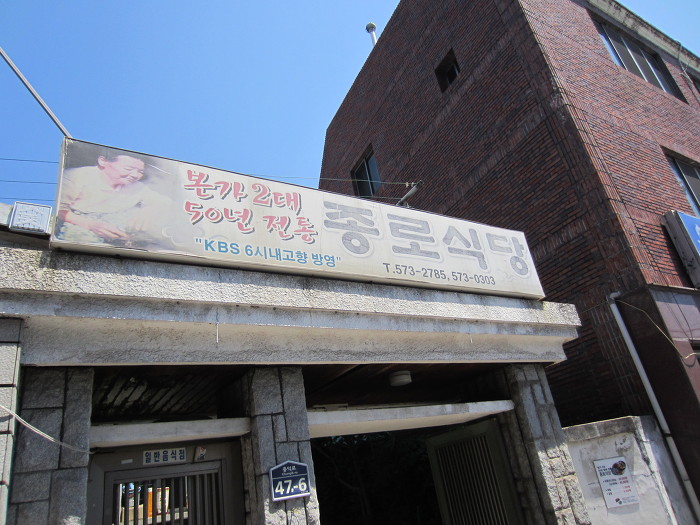 본가 2대
50년 전통
종로식당
"KBS 6시내고향 방영"
T.573-2785, 573-0303
일반음식점
47-6